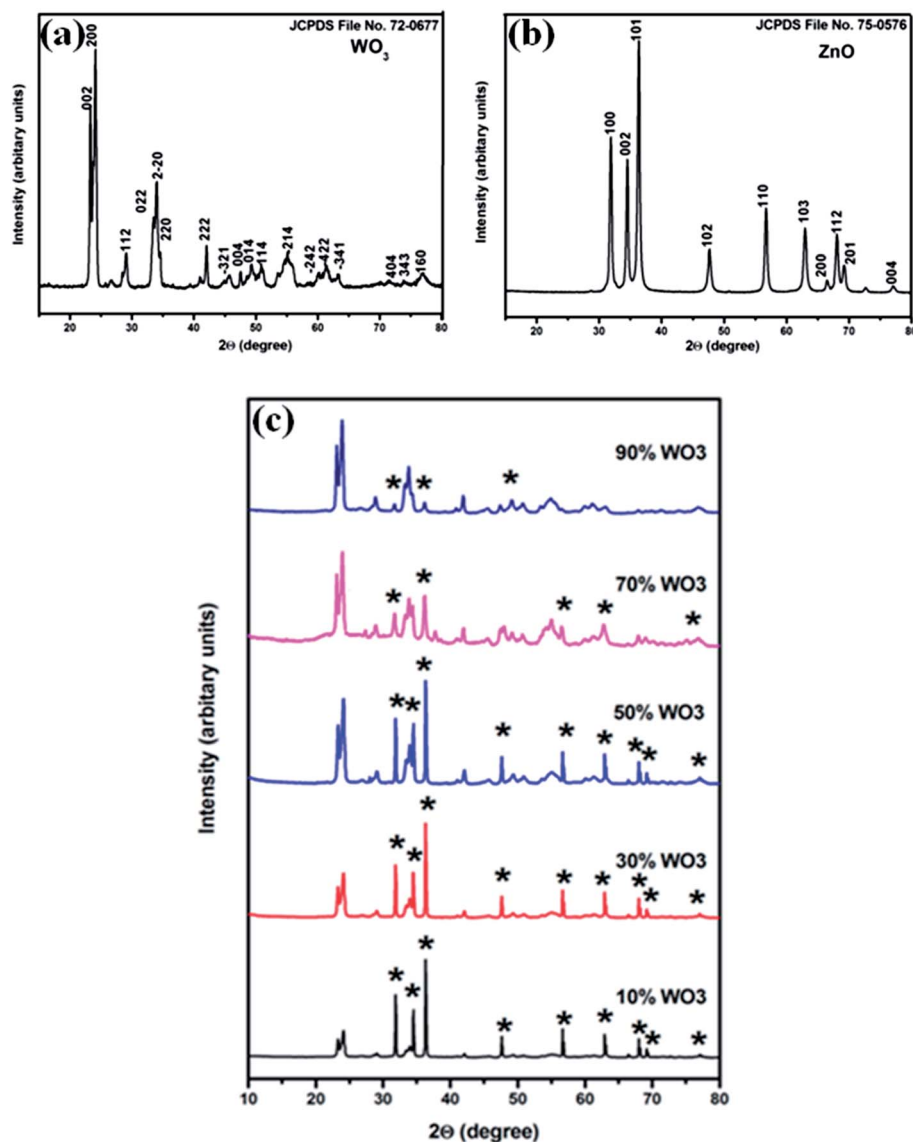 (a)
JCPDS File No. 72-0677
WO3
200
002
112
022
2-20
220
222
-321
004
-014
114
-214
-242
-422
-341
404
343
160
Intensity (arbitary units)
20 30 40 50 60 70 80
2Θ (degree)
(b)
JCPDS File No. 75-0576
ZnO
100
002
101
102
110
103
200
112
201
004
Intensity (arbitary units)
20 30 40 50 60 70 80
2Θ (degree)
(c)
90% WO3
* * *
70% WO3
* * * * *
50% WO3
* * * * * * * * *
30% WO3
* * * * * * * * *
10% WO3
* * * * * * * * *
Intensity (arbitary units)
10 20 30 40 50 60 70 80
2Θ (degree)